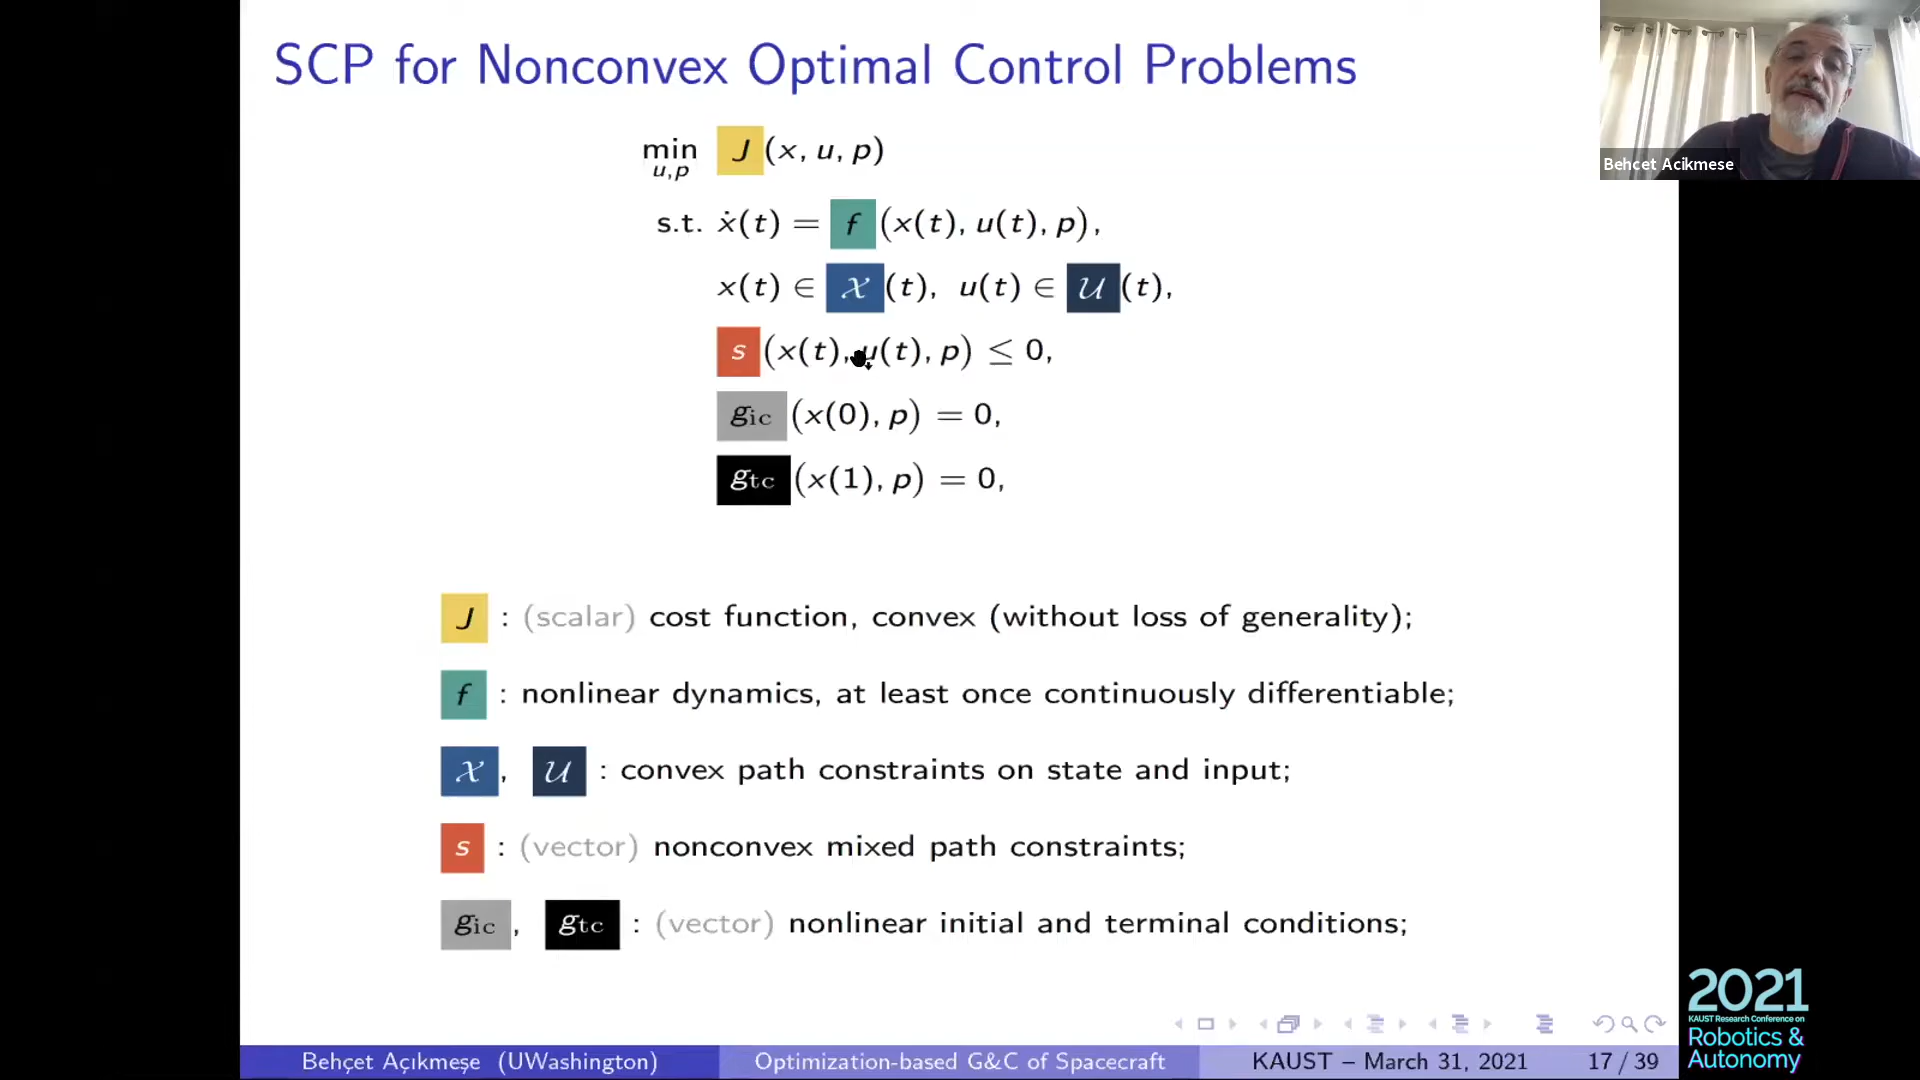 SCP for Nonconvex Optimal Control Problems
min J(x, u, p)
u,p
s.t. ẋ(t) = f(x(t), u(t), p),
x(t) ∈ 𝒳(t), u(t) ∈ 𝒰(t),
s(x(t), u(t), p) ≤ 0,
g_ic(x(0), p) = 0,
g_tc(x(1), p) = 0,
J : (scalar) cost function, convex (without loss of generality);
f : nonlinear dynamics, at least once continuously differentiable;
𝒳, 𝒰 : convex path constraints on state and input;
s : (vector) nonconvex mixed path constraints;
g_ic, g_tc : (vector) nonlinear initial and terminal conditions;
Behçet Açıkmeşe (UWashington) Optimization-based G&C of Spacecraft KAUST – March 31, 2021 17 / 39
Behcet Acikmese
2021
KAUST Research Conference on
Robotics &
Autonomy